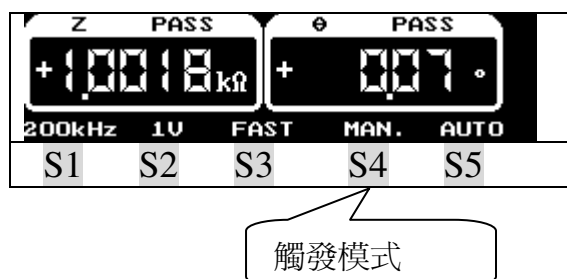 Z PASS θ PASS
+1.0018kΩ + 0.07 °
200kHz 1V FAST MAN. AUTO
S1 S2 S3 S4 S5
觸發模式